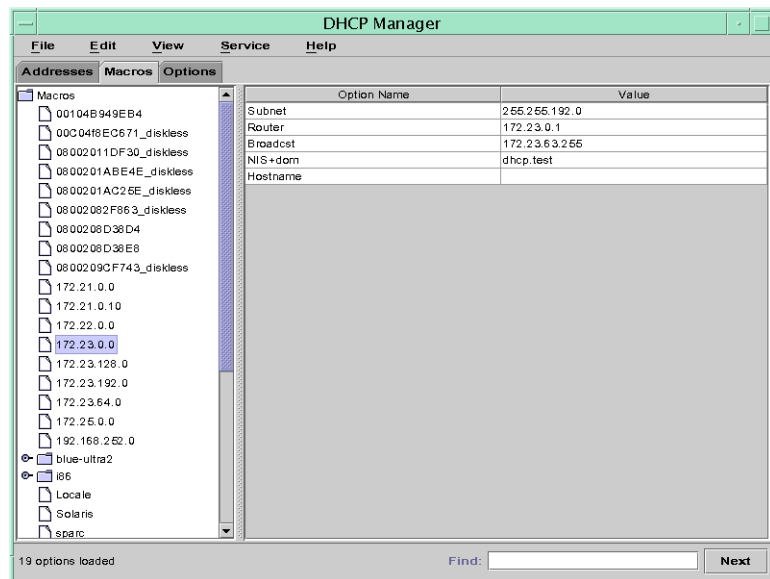 DHCP Manager
File Edit View Service Help
Addresses Macros Options
Macros
00104B949EB4
00C04f8EC671_diskless
08002011DF30_diskless
0800201ABE4E_diskless
0800201AC25E_diskless
08002082F863_diskless
0800208D38D4
0800208D38E8
0800209CF743_diskless
172.21.0.0
172.21.0.10
172.22.0.0
172.23.0.0
172.23.128.0
172.23.192.0
172.23.64.0
172.25.0.0
192.168.252.0
blue-ultra2
i86
Locale
Solaris
sparc
Option Name Value
Subnet 255.255.192.0
Router 172.23.0.1
Broadcst 172.23.63.255
NIS+dom dhcp.test
Hostname
19 options loaded
Find: Next